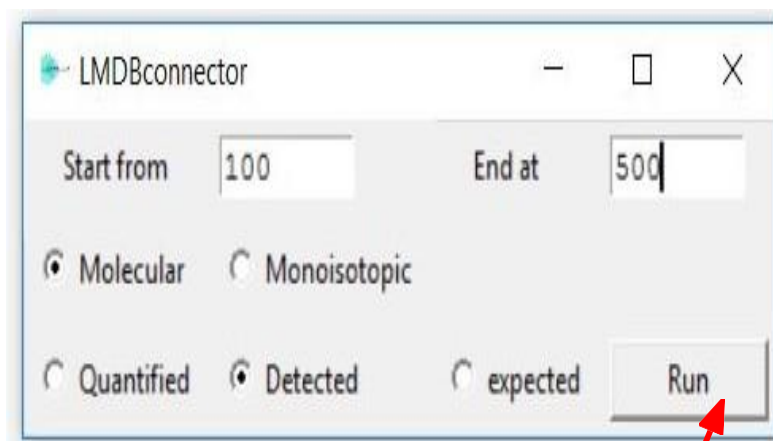 LMDBconnector
Start from 100 End at 500
Molecular Monoisotopic
Quantified Detected expected Run